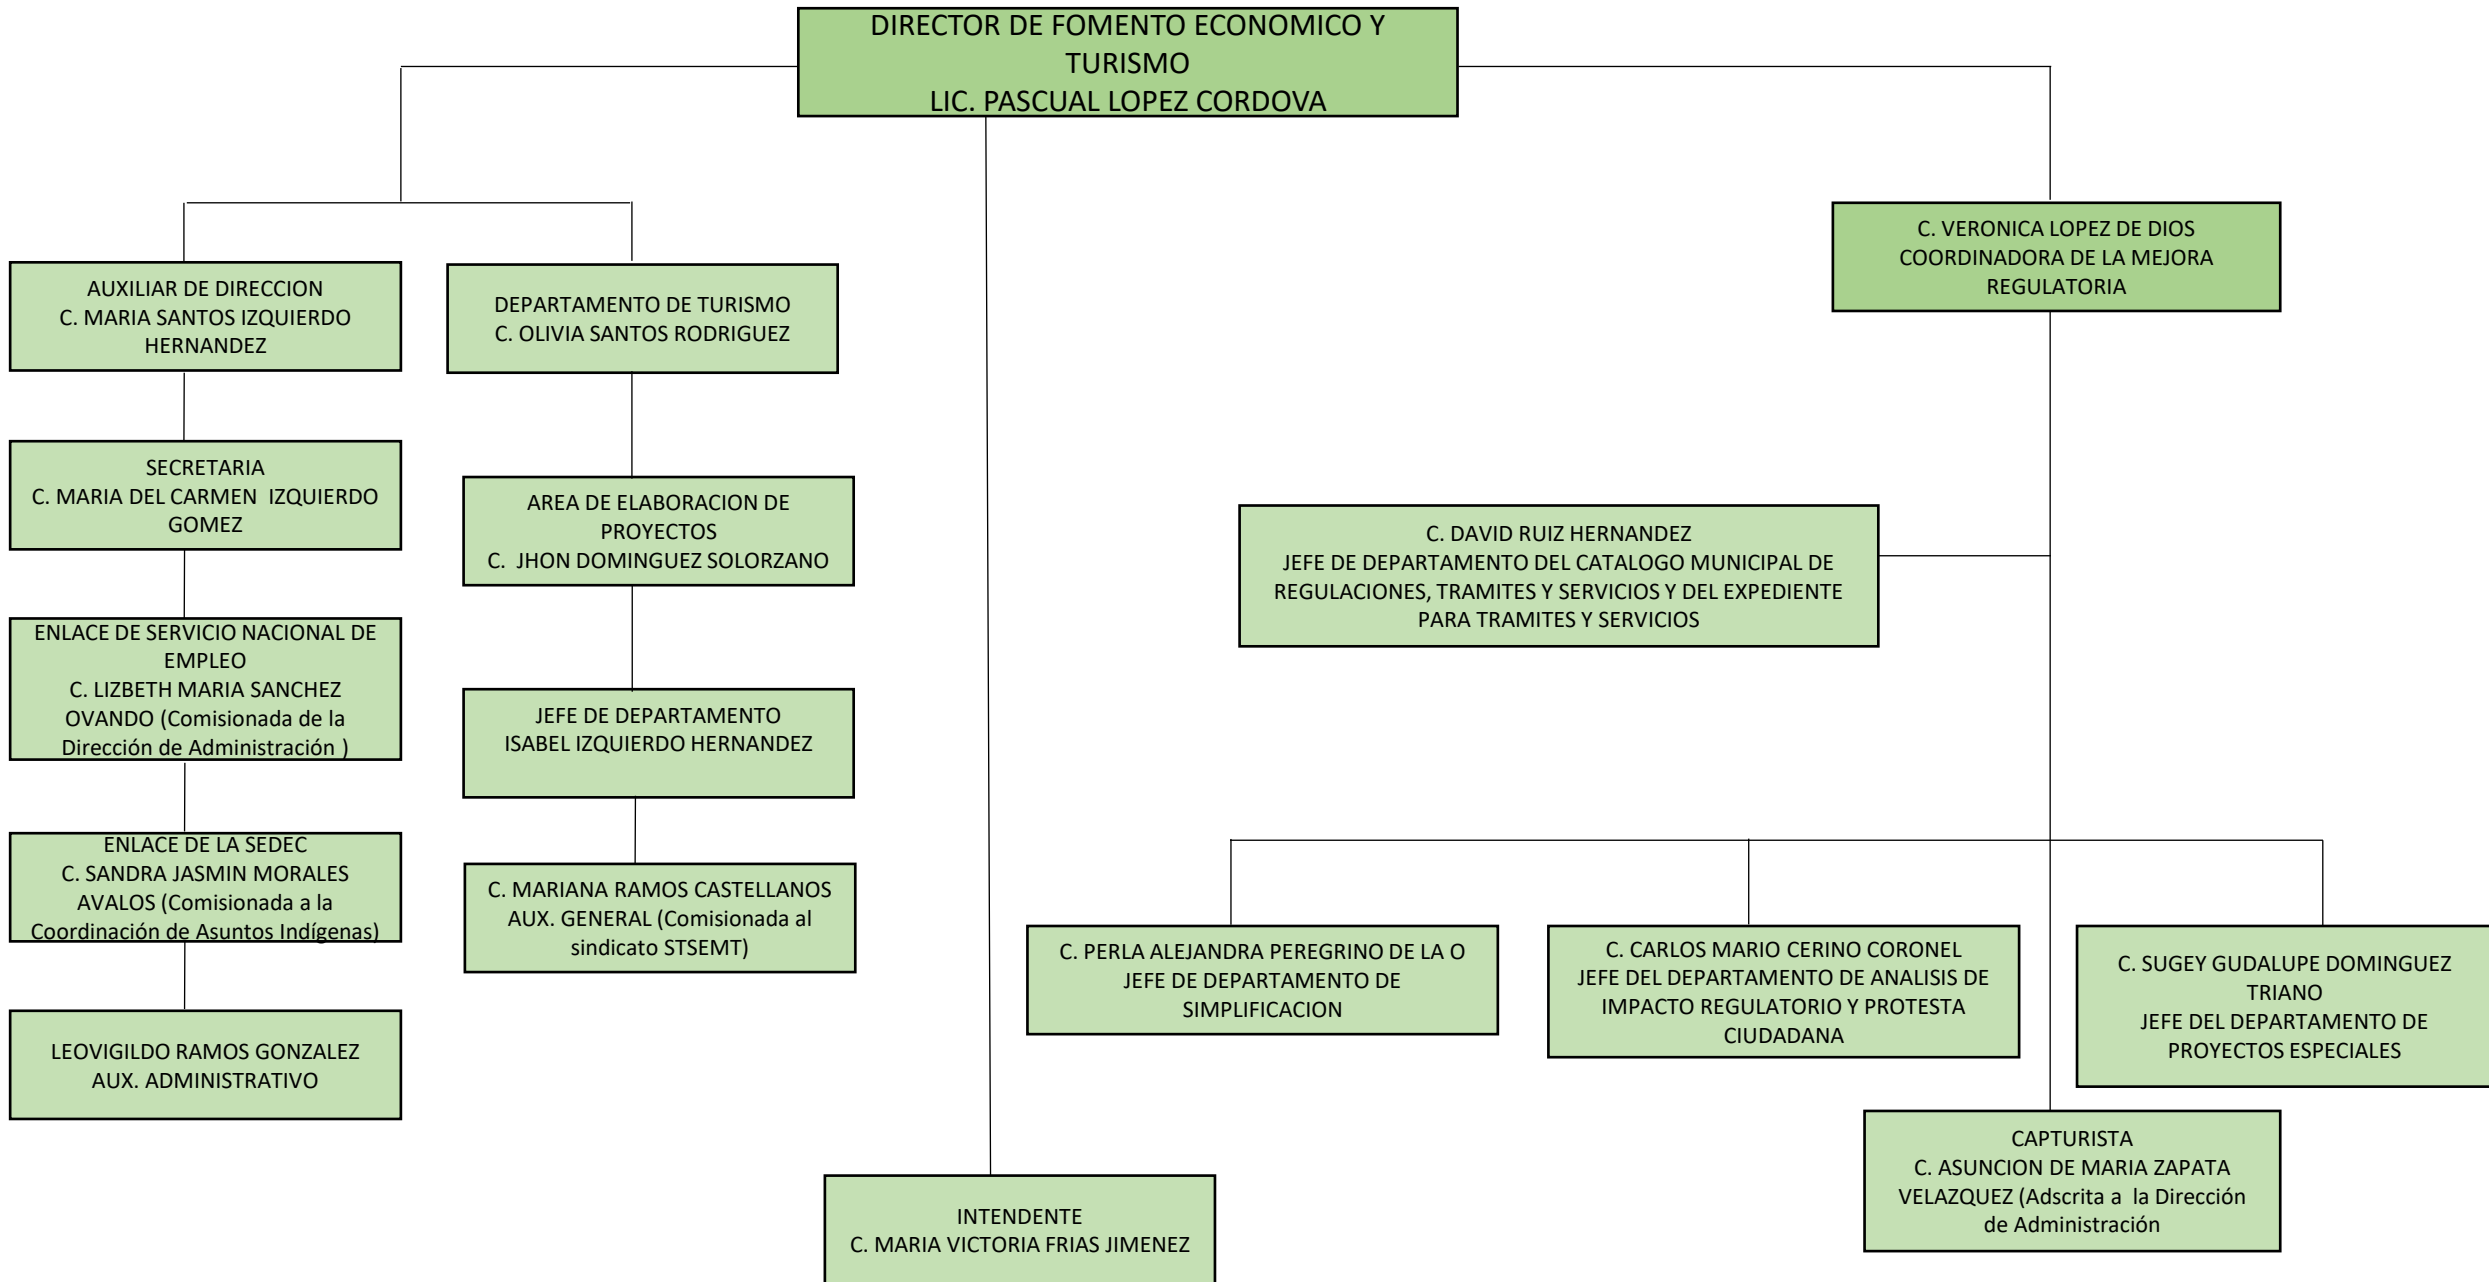 DIRECTOR DE FOMENTO ECONOMICO Y
TURISMO
LIC. PASCUAL LOPEZ CORDOVA
C. VERONICA LOPEZ DE DIOS
COORDINADORA DE LA MEJORA
REGULATORIA
AUXILIAR DE DIRECCION
C. MARIA SANTOS IZQUIERDO
HERNANDEZ
DEPARTAMENTO DE TURISMO
C. OLIVIA SANTOS RODRIGUEZ
SECRETARIA
C. MARIA DEL CARMEN  IZQUIERDO
GOMEZ
AREA DE ELABORACION DE
PROYECTOS
C.  JHON DOMINGUEZ SOLORZANO
C. DAVID RUIZ HERNANDEZ
JEFE DE DEPARTAMENTO DEL CATALOGO MUNICIPAL DE
REGULACIONES, TRAMITES Y SERVICIOS Y DEL EXPEDIENTE
PARA TRAMITES Y SERVICIOS
ENLACE DE SERVICIO NACIONAL DE
EMPLEO
C. LIZBETH MARIA SANCHEZ
OVANDO (Comisionada de la
Dirección de Administración )
JEFE DE DEPARTAMENTO
ISABEL IZQUIERDO HERNANDEZ
ENLACE DE LA SEDEC
C. SANDRA JASMIN MORALES
AVALOS (Comisionada a la
Coordinación de Asuntos Indígenas)
C. MARIANA RAMOS CASTELLANOS
AUX. GENERAL (Comisionada al
sindicato STSEMT)
C. PERLA ALEJANDRA PEREGRINO DE LA O
JEFE DE DEPARTAMENTO DE
SIMPLIFICACION
C. CARLOS MARIO CERINO CORONEL
JEFE DEL DEPARTAMENTO DE ANALISIS DE
IMPACTO REGULATORIO Y PROTESTA
CIUDADANA
C. SUGEY GUDALUPE DOMINGUEZ
TRIANO
JEFE DEL DEPARTAMENTO DE
PROYECTOS ESPECIALES
LEOVIGILDO RAMOS GONZALEZ
AUX. ADMINISTRATIVO
CAPTURISTA
C. ASUNCION DE MARIA ZAPATA
VELAZQUEZ (Adscrita a  la Dirección
de Administración
INTENDENTE
C. MARIA VICTORIA FRIAS JIMENEZ